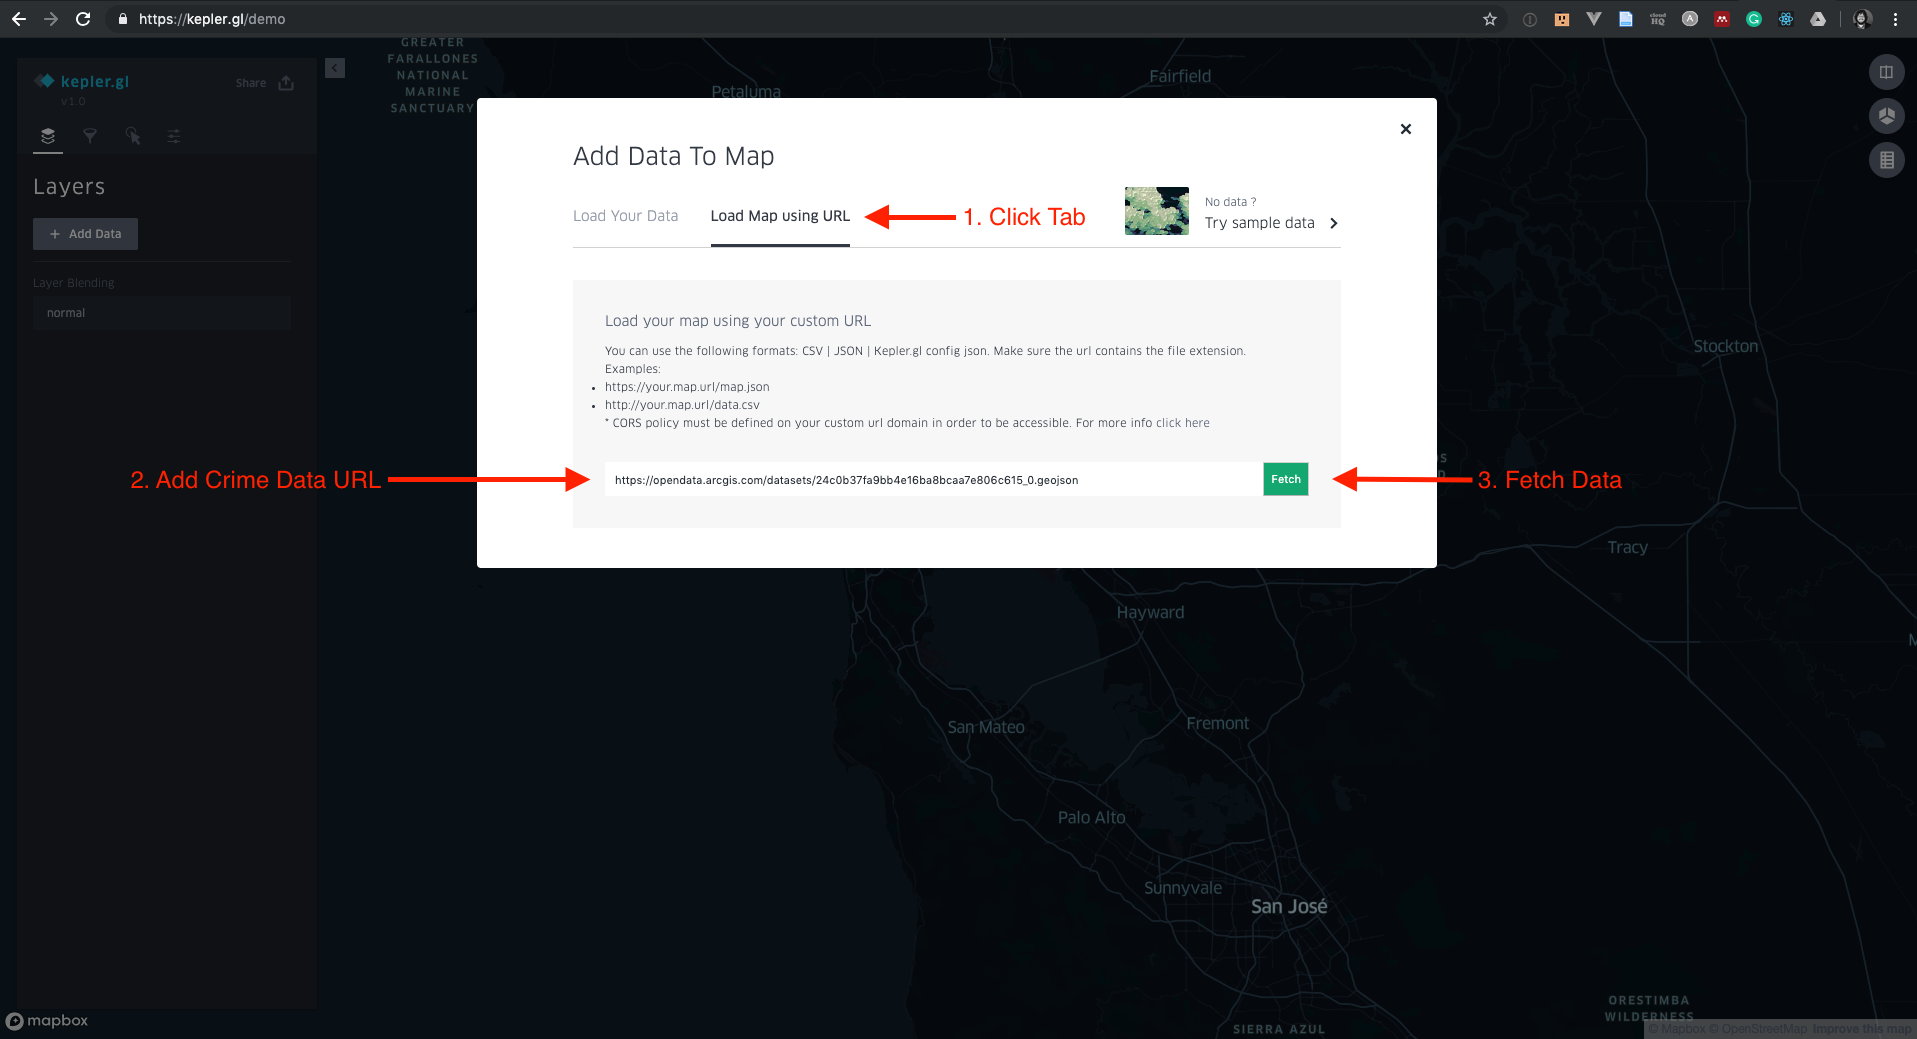 https://kepler.gl/demo
cloud
HQ
GREATER
FARALLONES
NATIONAL
MARINE
SANCTUARY
Petaluma
Fairfield
kepler.gl
v1.0
Share
Layers
+ Add Data
Layer Blending
normal
Add Data To Map
Load Your Data
Load Map using URL
1. Click Tab
No data ?
Try sample data
Load your map using your custom URL
You can use the following formats: CSV | JSON | Kepler.gl config json. Make sure the url contains the file extension.
Examples:
https://your.map.url/map.json
http://your.map.url/data.csv
* CORS policy must be defined on your custom url domain in order to be accessible. For more info click here
2. Add Crime Data URL
https://opendata.arcgis.com/datasets/24c0b37fa9bb4e16ba8bcaa7e806c615_0.geojson
Fetch
3. Fetch Data
Stockton
Tracy
Hayward
San Mateo
Fremont
Palo Alto
Sunnyvale
San José
ORESTIMBA
WILDERNESS
SIERRA AZUL
mapbox
© Mapbox © OpenStreetMap Improve this map